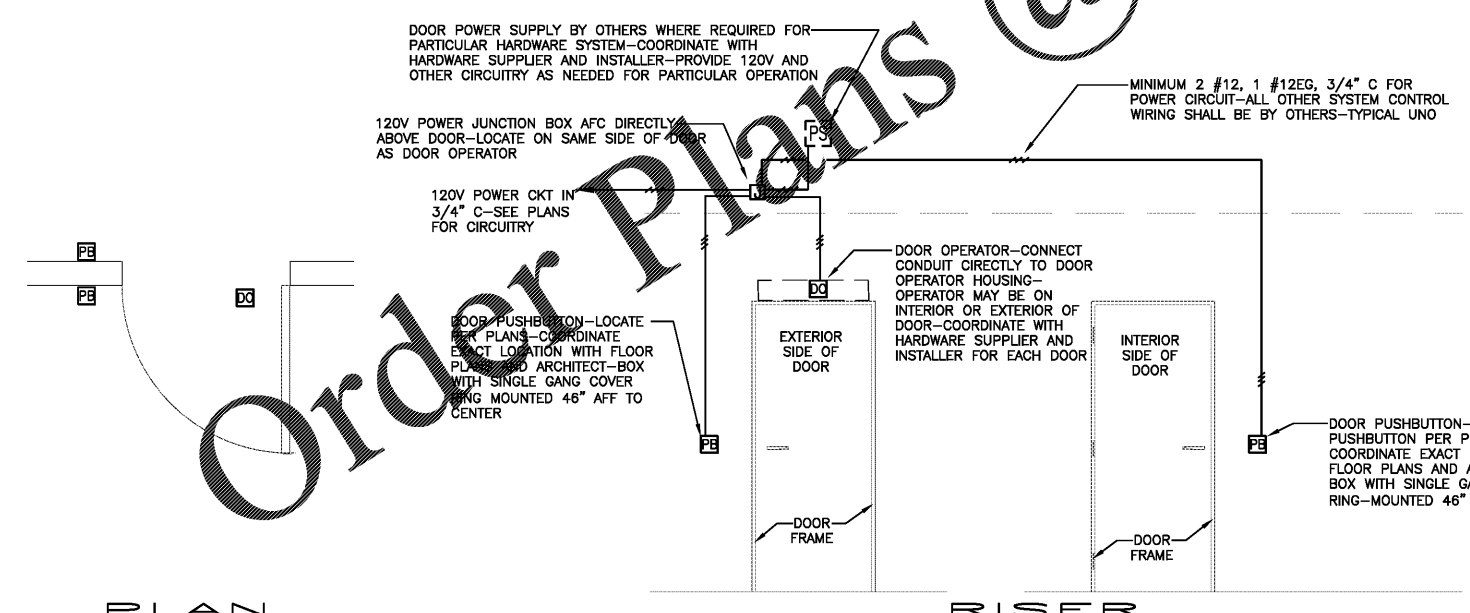 DOOR POWER SUPPLY BY OTHERS WHERE REQUIRED FOR
PARTICULAR HARDWARE SYSTEM-COORDINATE WITH
HARDWARE SUPPLIER AND INSTALLER-PROVIDE 120V AND
OTHER CIRCUITRY AS NEEDED FOR PARTICULAR OPERATION
MINIMUM 2 #12, 1 #12EG, 3/4" C FOR
POWER CIRCUIT-ALL OTHER SYSTEM CONTROL
WIRING SHALL BE BY OTHERS-TYPICAL UNO
120V POWER JUNCTION BOX AFC DIRECTLY
ABOVE DOOR-LOCATE ON SAME SIDE OF DOOR
AS DOOR OPERATOR
PS
J
120V POWER CKT IN
3/4" C-SEE PLANS
FOR CIRCUITRY
PB
PB
DO
DOOR OPERATOR-CONNECT
CONDUIT CIRECTLY TO DOOR
OPERATOR HOUSING-
OPERATOR MAY BE ON
INTERIOR OR EXTERIOR OF
DOOR-COORDINATE WITH
HARDWARE SUPPLIER AND
INSTALLER FOR EACH DOOR
DO
DOOR PUSHBUTTON-LOCATE
PER PLANS-COORDINATE
EXACT LOCATION WITH FLOOR
PLANS AND ARCHITECT-BOX
WITH SINGLE GANG COVER
RING MOUNTED 46" AFF TO
CENTER
EXTERIOR
SIDE OF
DOOR
INTERIOR
SIDE OF
DOOR
PB
PB
DOOR PUSHBUTTON-
PUSHBUTTON PER P
COORDINATE EXACT
FLOOR PLANS AND A
BOX WITH SINGLE GA
RING-MOUNTED 46"
DOOR
FRAME
DOOR
FRAME
PLAN
RISER
Order Plans @